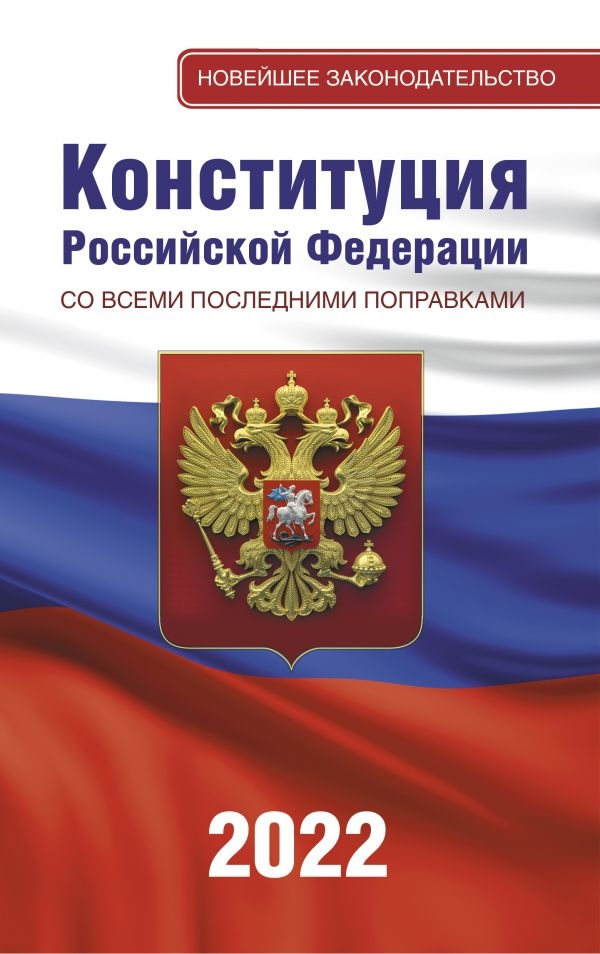 НОВЕЙШЕЕ ЗАКОНОДАТЕЛЬСТВО
Конституция
Российской Федерации
СО ВСЕМИ ПОСЛЕДНИМИ ПОПРАВКАМИ
2022